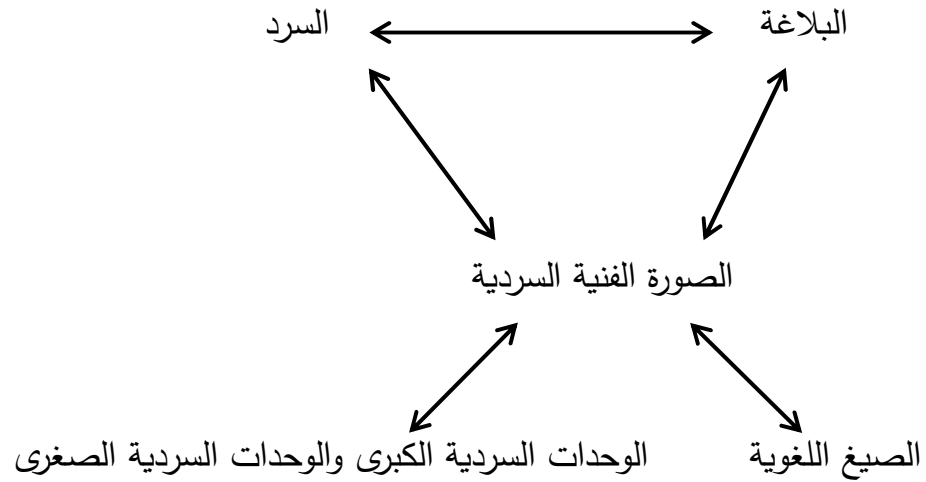 البلاغة السرد
الصورة الفنية السردية
الصيغ اللغوية الوحدات السردية الكبرى والوحدات السردية الصغرى